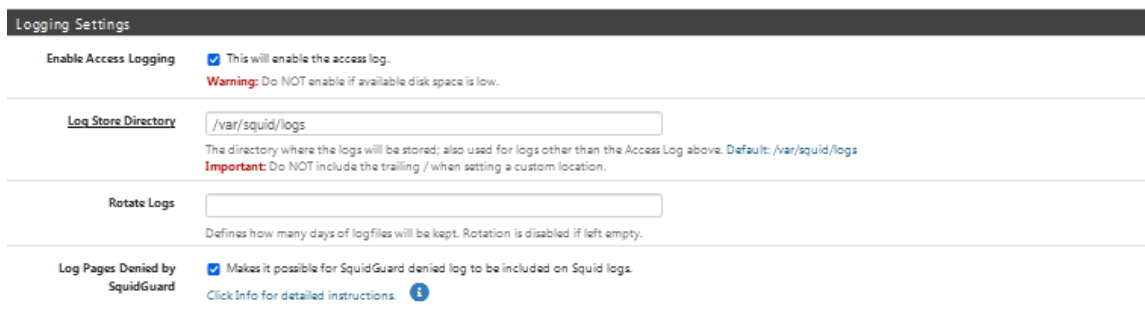 Logging Settings
Enable Access Logging
This will enable the access log.
Warning: Do NOT enable if available disk space is low.
Log Store Directory
/var/squid/logs
The directory where the logs will be stored; also used for logs other than the Access Log above. Default: /var/squid/logs
Important: Do NOT include the trailing / when setting a custom location.
Rotate Logs
Defines how many days of logfiles will be kept. Rotation is disabled if left empty.
Log Pages Denied by
SquidGuard
Makes it possible for SquidGuard denied log to be included on Squid logs.
Click Info for detailed instructions.